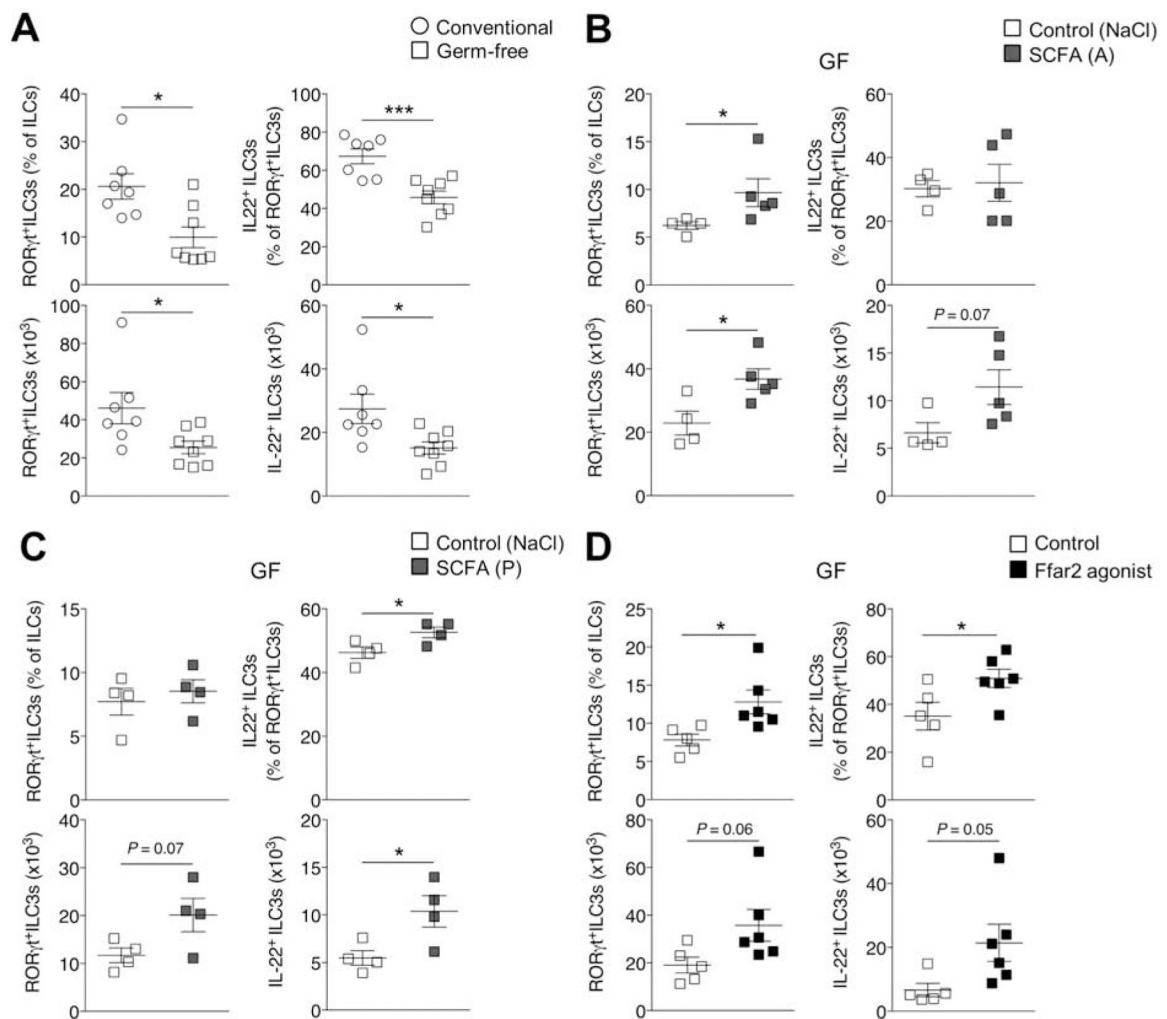 A
Conventional
Germ-free
RORγt⁺ILC3s (% of ILCs)
40
30
20
10
0
*
IL22⁺ ILC3s
(% of RORγt⁺ILC3s)
100
80
60
40
20
0
***
RORγt⁺ILC3s (x10³)
100
80
60
40
20
0
*
IL-22⁺ ILC3s (x10³)
60
40
20
0
*
B
Control (NaCl)
SCFA (A)
GF
RORγt⁺ILC3s (% of ILCs)
20
15
10
5
0
*
IL22⁺ ILC3s
(% of RORγt⁺ILC3s)
60
40
20
0
RORγt⁺ILC3s (x10³)
60
40
20
0
*
IL-22⁺ ILC3s (x10³)
20
15
10
5
0
P = 0.07
C
Control (NaCl)
SCFA (P)
GF
RORγt⁺ILC3s (% of ILCs)
15
10
5
0
IL22⁺ ILC3s
(% of RORγt⁺ILC3s)
60
40
20
0
*
RORγt⁺ILC3s (x10³)
40
30
20
10
0
P = 0.07
IL-22⁺ ILC3s (x10³)
20
15
10
5
0
*
D
Control
Ffar2 agonist
GF
RORγt⁺ILC3s (% of ILCs)
25
20
15
10
5
0
*
IL22⁺ ILC3s
(% of RORγt⁺ILC3s)
80
60
40
20
0
*
RORγt⁺ILC3s (x10³)
80
60
40
20
0
P = 0.06
IL-22⁺ ILC3s (x10³)
60
40
20
0
P = 0.05